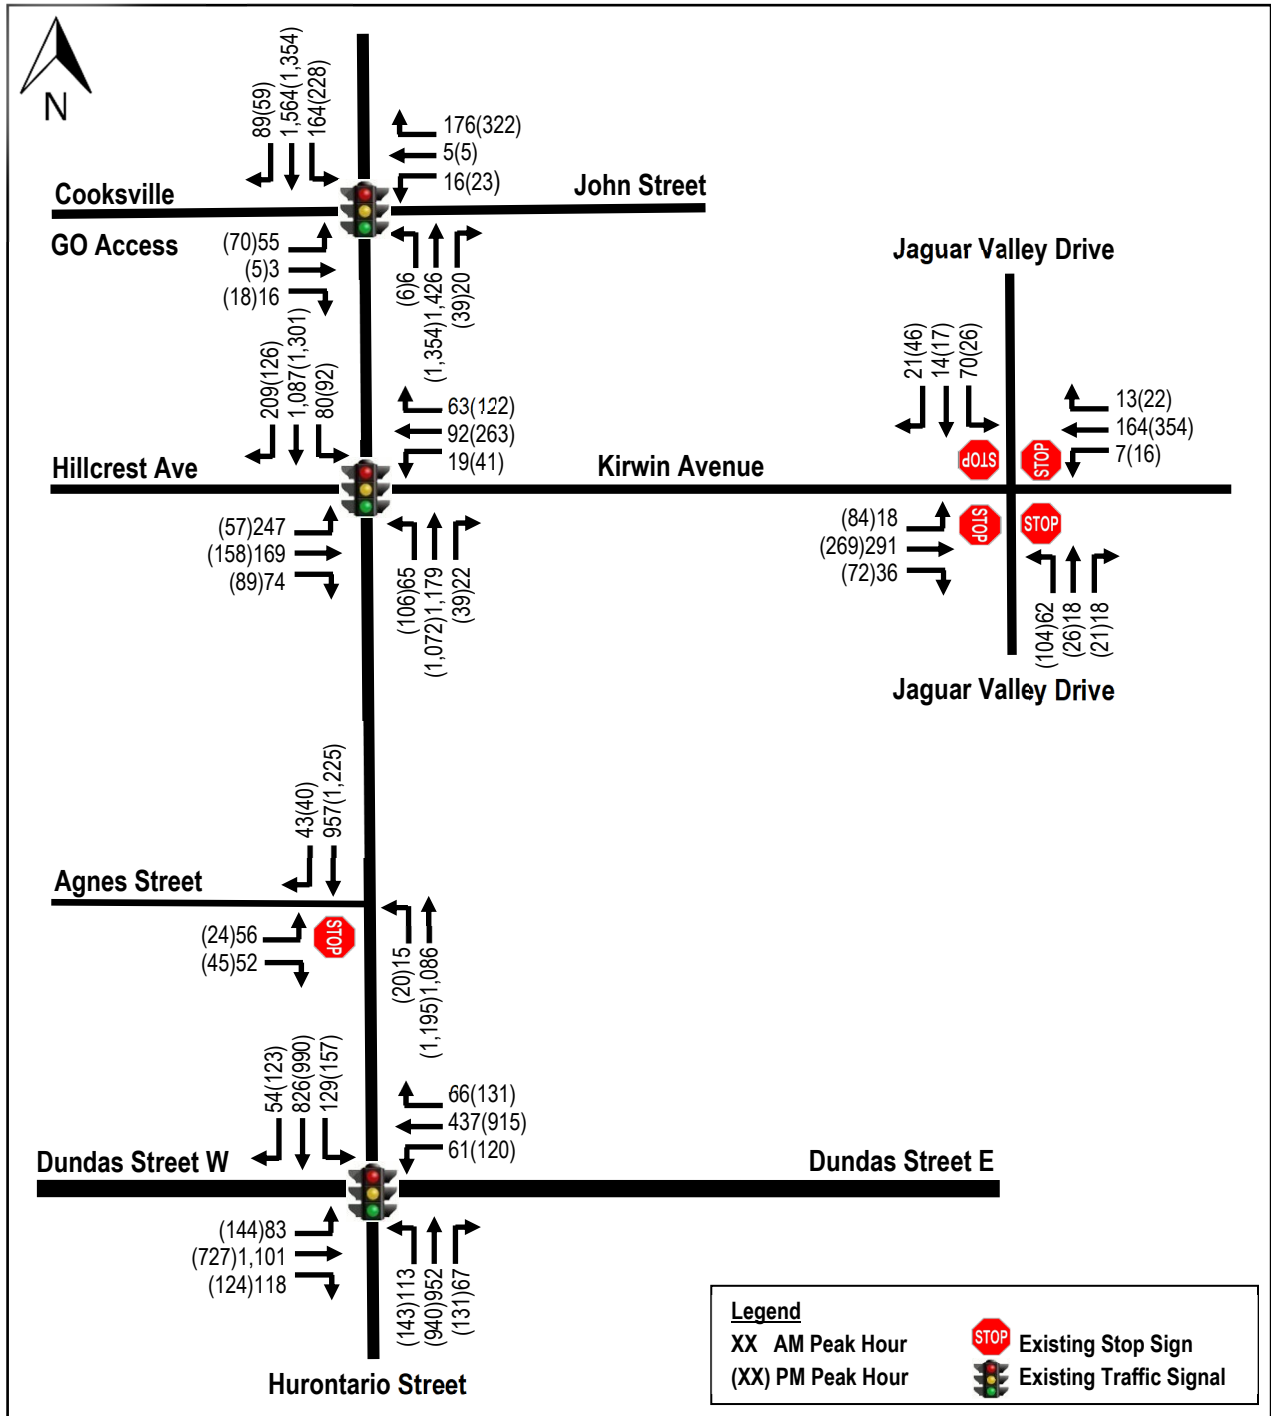 N
89(59)
1,564(1,354)
164(228)
176(322)
5(5)
16(23)
Cooksville
John Street
GO Access
(70)55
(5)3
(18)16
(6)6
(1,354)1,426
(39)20
Jaguar Valley Drive
209(126)
1,087(1,301)
80(92)
63(122)
92(263)
19(41)
21(46)
14(17)
70(26)
13(22)
164(354)
7(16)
Hillcrest Ave
Kirwin Avenue
STOP
STOP
STOP
STOP
(57)247
(158)169
(89)74
(106)65
(1,072)1,179
(39)22
(84)18
(269)291
(72)36
(104)62
(26)18
(21)18
Jaguar Valley Drive
43(40)
957(1,225)
Agnes Street
(24)56
(45)52
STOP
(20)15
(1,195)1,086
54(123)
826(990)
129(157)
66(131)
437(915)
61(120)
Dundas Street W
Dundas Street E
(144)83
(727)1,101
(124)118
(143)113
(940)952
(131)67
Hurontario Street
Legend
XX AM Peak Hour
STOP Existing Stop Sign
(XX) PM Peak Hour
Existing Traffic Signal